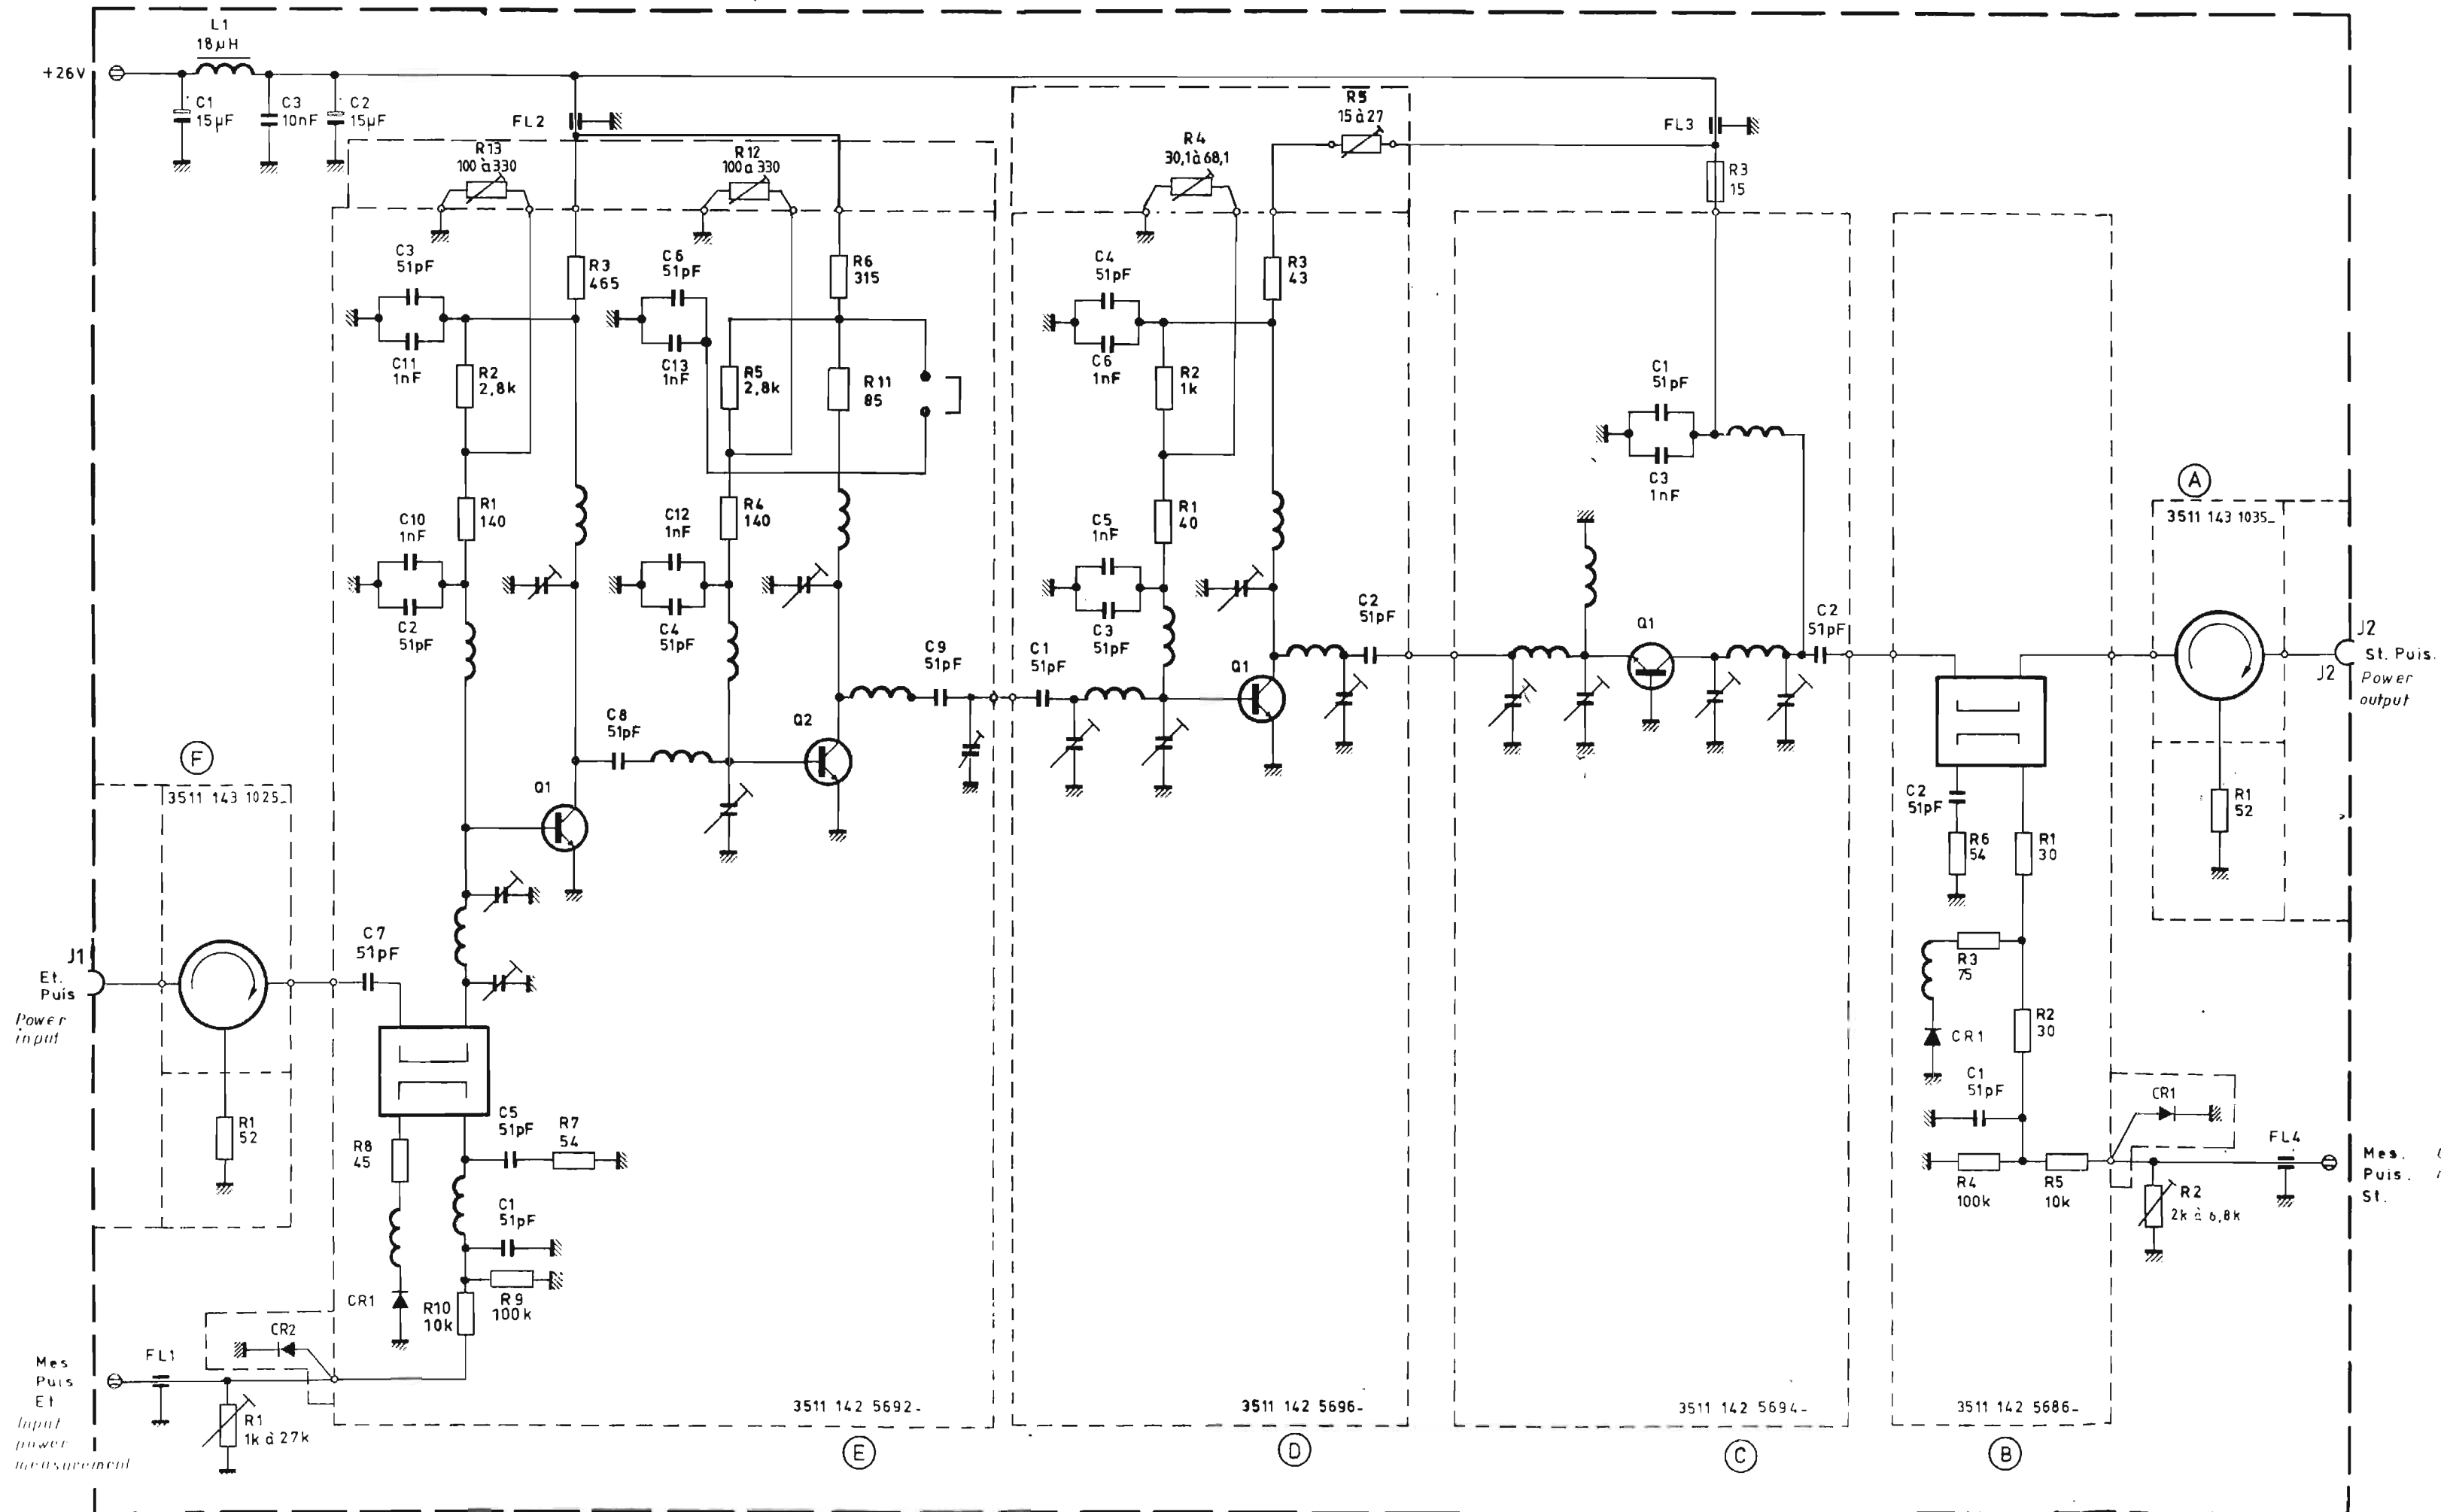 L1
18µH
+26V
C1
15µF
C3
10nF
C2
15µF
FL2
R13
100 à 330
R12
100 à 330
R4
30,1 à 68,1
R5
15 à 27
FL3
R3
15
C3
51pF
C11
1nF
R3
465
C6
51pF
C13
1nF
R6
315
R2
2,8k
R5
2,8k
R11
85
C4
51pF
C6
1nF
R3
43
R2
1k
C1
51pF
C3
1nF
R1
140
C10
1nF
C2
51pF
C12
1nF
C4
51pF
R4
140
C5
1nF
C3
51pF
R1
40
C2
51pF
C9
51pF
C1
51pF
Q1
Q1
C2
51pF
A
3511 143 1035_
J2
St. Puis.
J2
Power
output
C8
51pF
Q2
Q1
F
3511 143 1025_
C2
51pF
R6
54
R1
30
R1
52
J1
Et.
Puis
Power
input
C7
51pF
R3
75
R2
30
CR1
C1
51pF
CR1
R1
52
R8
45
C5
51pF
R7
54
C1
51pF
R4
100k
R5
10k
R2
2k à 6,8k
FL4
Mes.
Puis.
St.
CR1
R10
10k
R9
100k
CR2
FL1
Mes
Puis
Et
Input
power
measurement
R1
1k à 27k
3511 142 5692-
3511 142 5696-
3511 142 5694-
3511 142 5686-
E
D
C
B